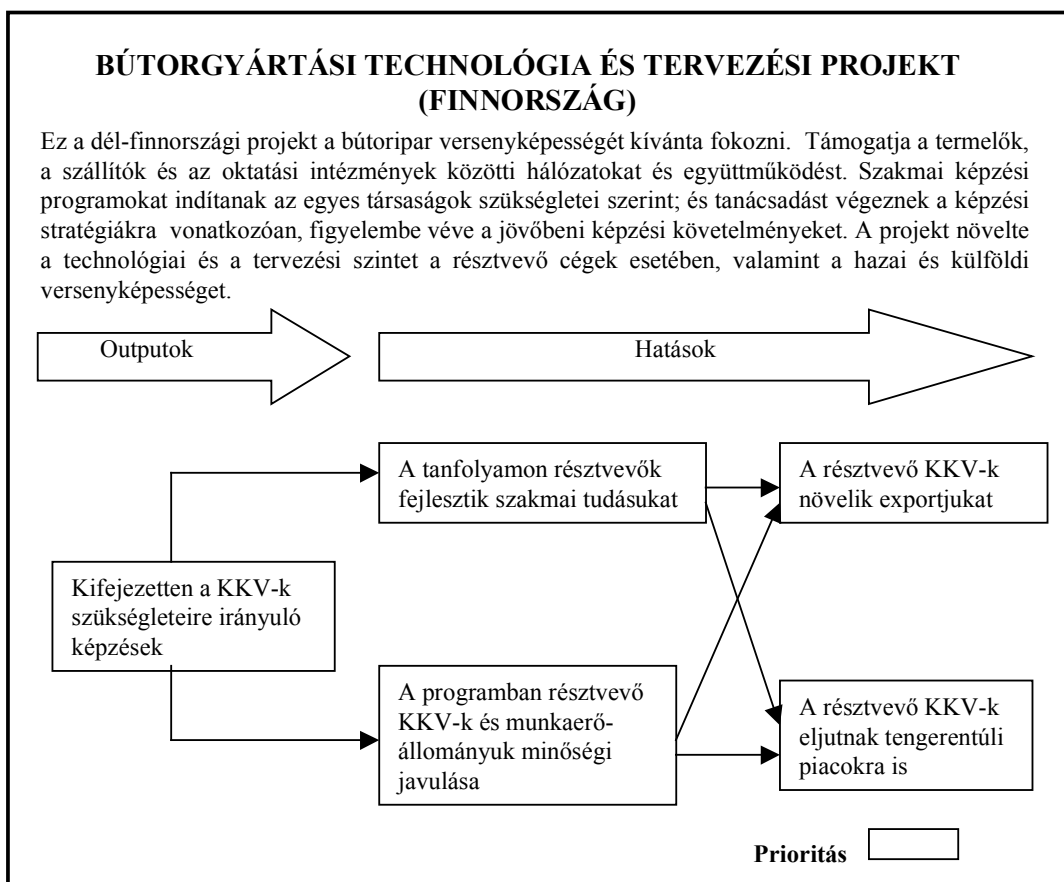 BÚTORGYÁRTÁSI TECHNOLÓGIA ÉS TERVEZÉSI PROJEKT
(FINNORSZÁG)
Ez a dél-finnországi projekt a bútoripar versenyképességét kívánta fokozni. Támogatja a termelők,
a szállítók és az oktatási intézmények közötti hálózatokat és együttműködést. Szakmai képzési
programokat indítanak az egyes társaságok szükségletei szerint; és tanácsadást végeznek a képzési
stratégiákra vonatkozóan, figyelembe véve a jövőbeni képzési követelményeket. A projekt növelte
a technológiai és a tervezési szintet a résztvevő cégek esetében, valamint a hazai és külföldi
versenyképességet.
Outputok
Hatások
A tanfolyamon résztvevők
fejlesztik szakmai tudásukat
A résztvevő KKV-k
növelik exportjukat
Kifejezetten a KKV-k
szükségleteire irányuló
képzések
A programban résztvevő
KKV-k és munkaerő-
állományuk minőségi
javulása
A résztvevő KKV-k
eljutnak tengerentúli
piacokra is
Prioritás